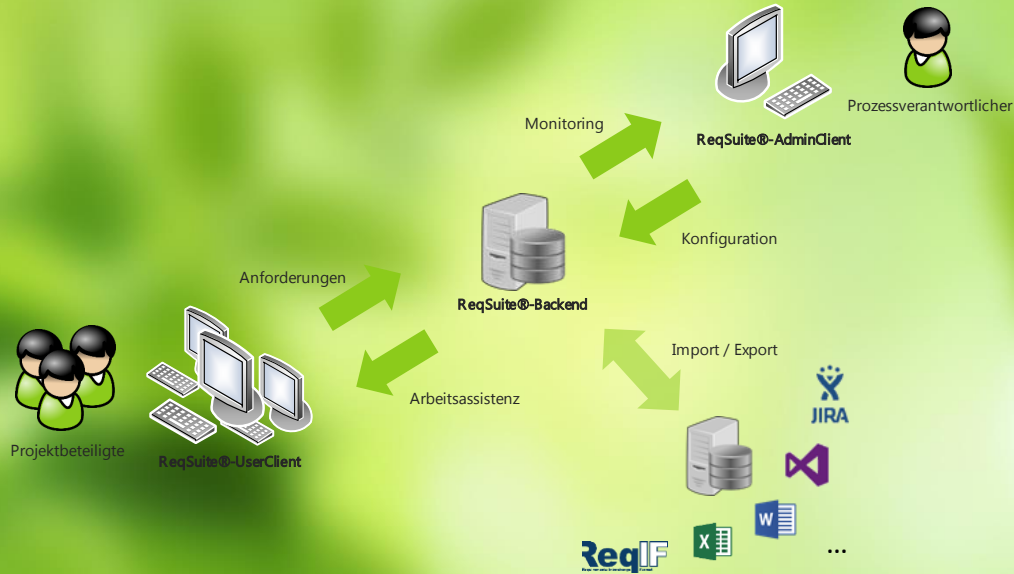 Prozessverantwortlicher
Monitoring
ReqSuite®-AdminClient
Konfiguration
Anforderungen
ReqSuite®-Backend
Import / Export
Arbeitsassistenz
JIRA
Projektbeteiligte
ReqSuite®-UserClient
W
X
ReqIF
...